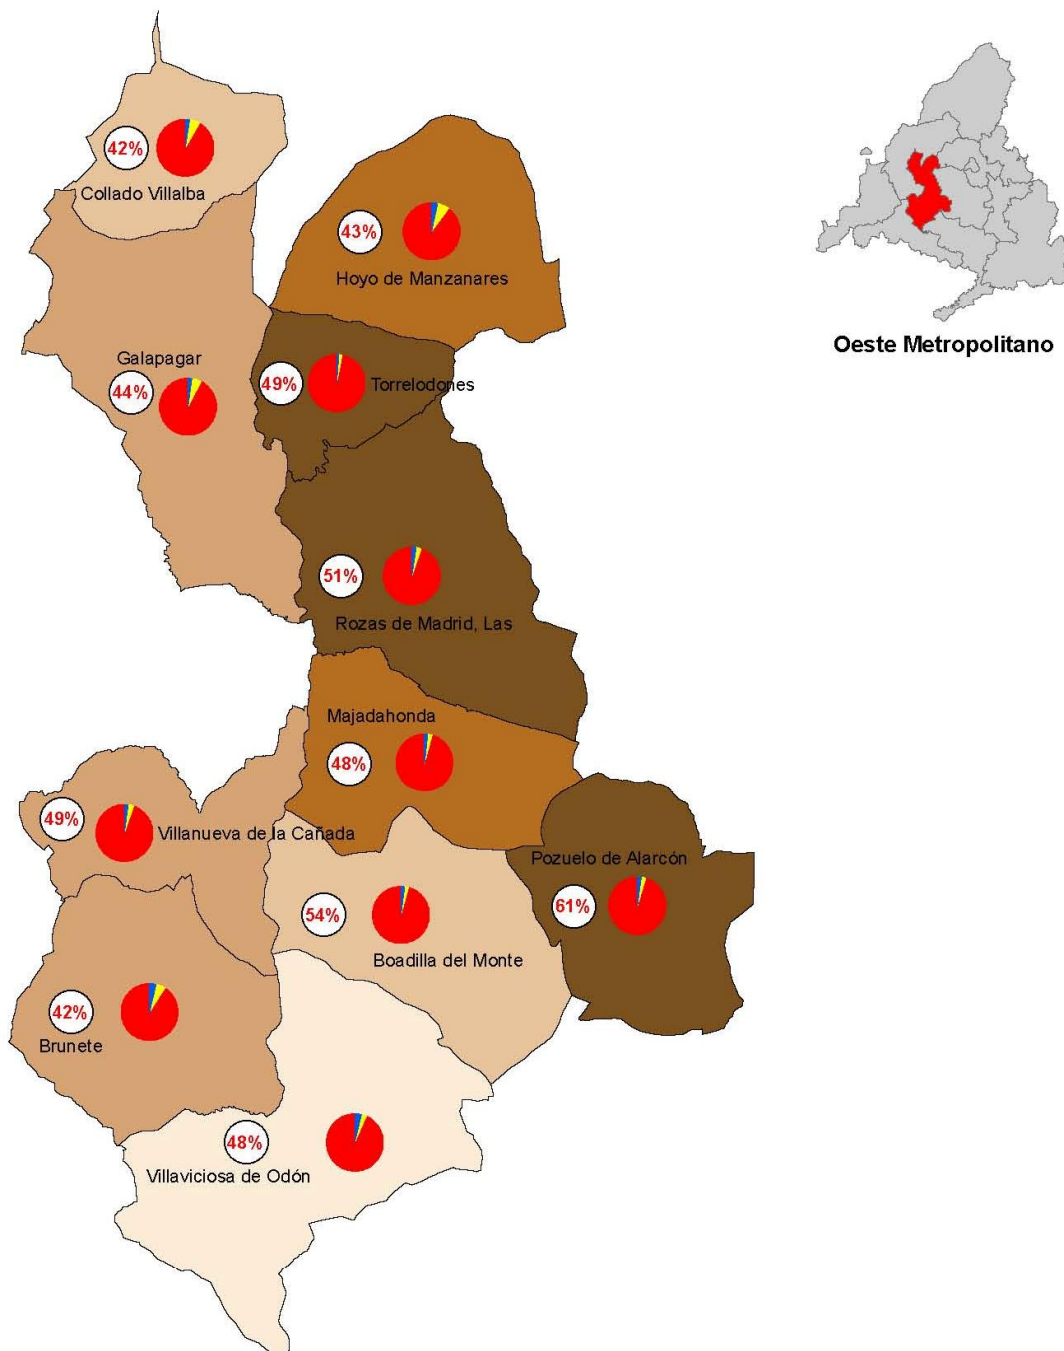 42%
Collado Villalba
43%
Hoyo de Manzanares
Oeste Metropolitano
Galapagar
44%
49%
Torrelodones
51%
Rozas de Madrid, Las
Majadahonda
48%
49%
Villanueva de la Cañada
Pozuelo de Alarcón
61%
54%
Boadilla del Monte
42%
Brunete
48%
Villaviciosa de Odón